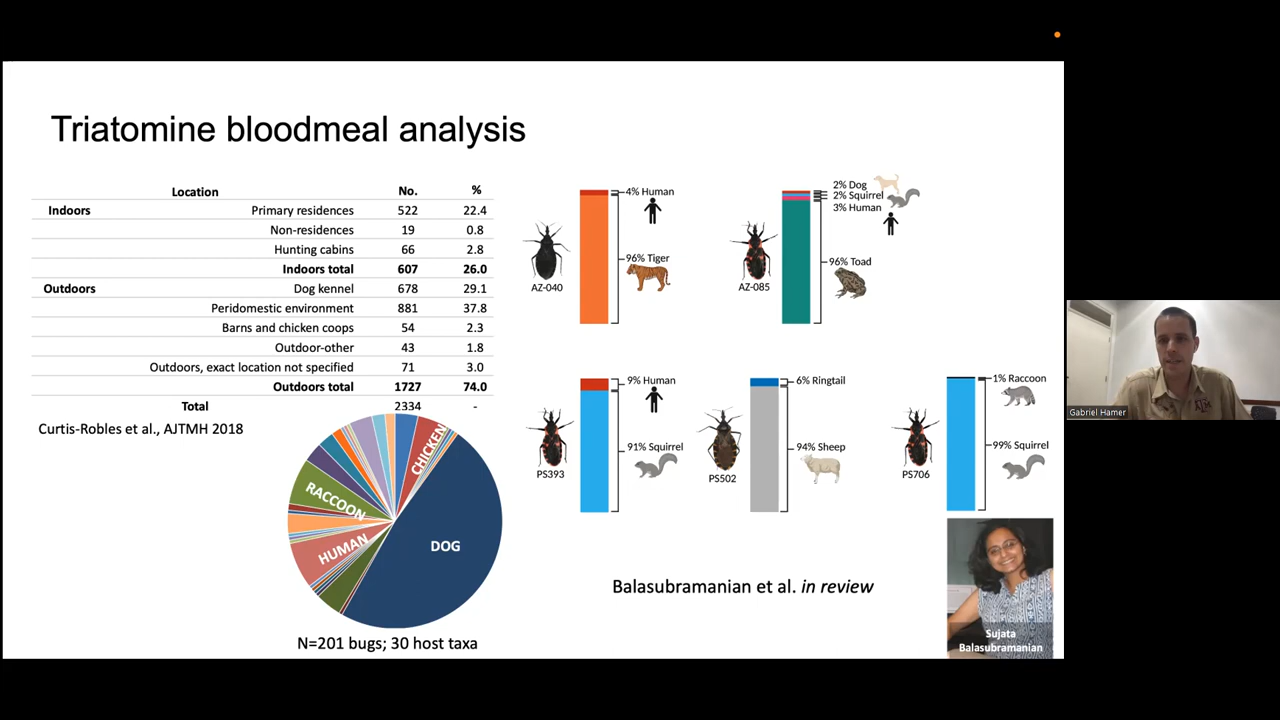 Triatomine bloodmeal analysis
Location No. %
Indoors Primary residences 522 22.4
Non-residences 19 0.8
Hunting cabins 66 2.8
Indoors total 607 26.0
Outdoors Dog kennel 678 29.1
Peridomestic environment 881 37.8
Barns and chicken coops 54 2.3
Outdoor-other 43 1.8
Outdoors, exact location not specified 71 3.0
Outdoors total 1727 74.0
Total 2334 -
Curtis-Robles et al., AJTMH 2018
CHICKEN
RACCOON
HUMAN
DOG
N=201 bugs; 30 host taxa
4% Human
96% Tiger
AZ-040
2% Dog
2% Squirrel
3% Human
96% Toad
AZ-085
9% Human
91% Squirrel
PS393
6% Ringtail
94% Sheep
PS502
1% Raccoon
99% Squirrel
PS706
Balasubramanian et al. in review
Sujata
Balasubramanian
Gabriel Hamer